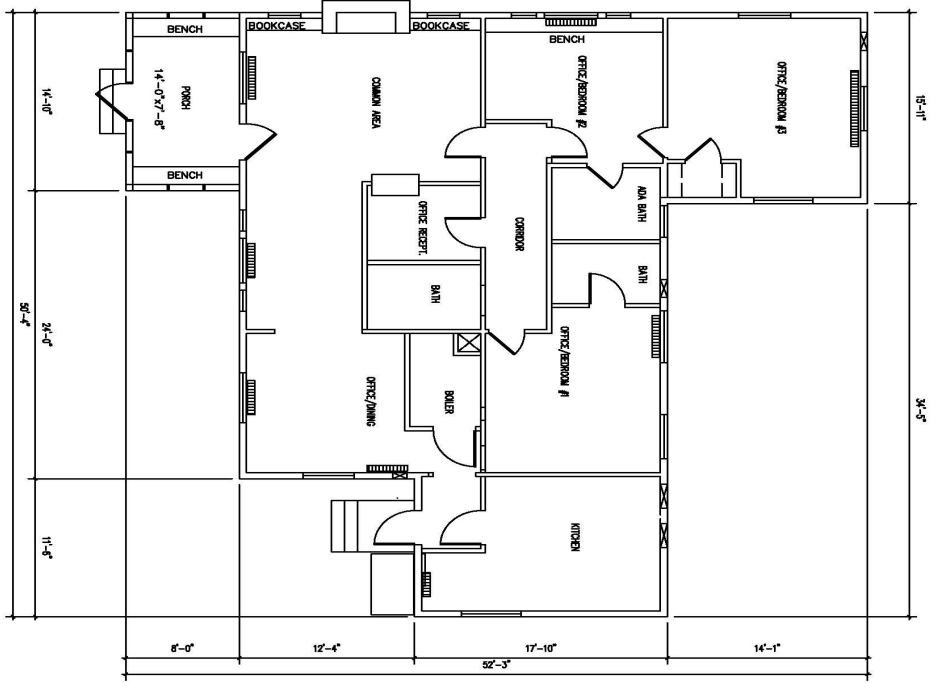 BOOKCASE
BOOKCASE
BENCH
BENCH
14'-0"x7'-8"
PORCH
COMMON AREA
OFFICE/BEDROOM #2
OFFICE/BEDROOM #3
14'-10"
15'-11"
BENCH
OFFICE RECEPT.
CORRIDOR
ADA BATH
BATH
BATH
50'-4"
24'-0"
OFFICE/DINING
BOILER
OFFICE/BEDROOM #1
34'-5"
11'-6"
KITCHEN
8'-0"
12'-4"
17'-10"
14'-1"
52'-3"